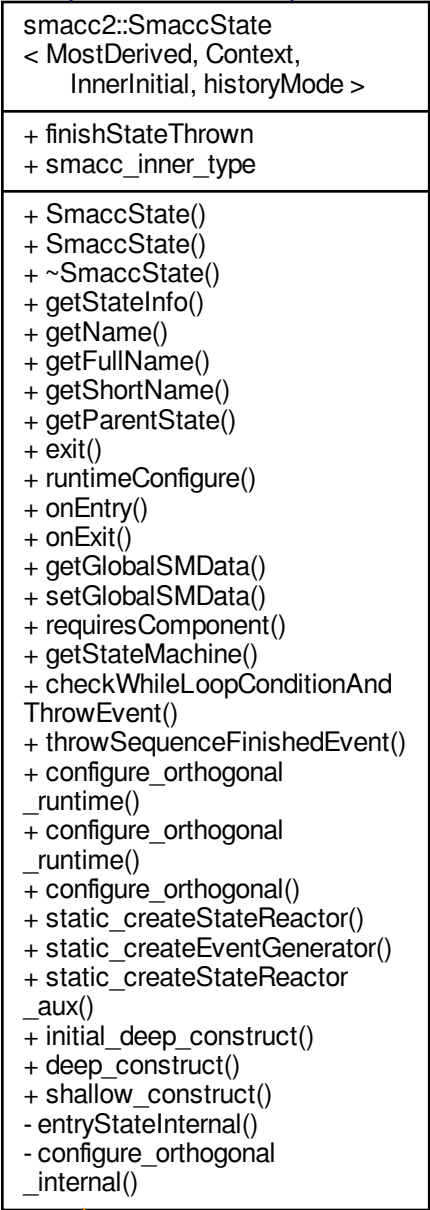 smacc2::SmaccState
< MostDerived, Context,
InnerInitial, historyMode >
+ finishStateThrown
+ smacc_inner_type
+ SmaccState()
+ SmaccState()
+ ~SmaccState()
+ getStateInfo()
+ getName()
+ getFullName()
+ getShortName()
+ getParentState()
+ exit()
+ runtimeConfigure()
+ onEntry()
+ onExit()
+ getGlobalSMData()
+ setGlobalSMData()
+ requiresComponent()
+ getStateMachine()
+ checkWhileLoopConditionAnd
ThrowEvent()
+ throwSequenceFinishedEvent()
+ configure_orthogonal
_runtime()
+ configure_orthogonal
_runtime()
+ configure_orthogonal()
+ static_createStateReactor()
+ static_createEventGenerator()
+ static_createStateReactor
_aux()
+ initial_deep_construct()
+ deep_construct()
+ shallow_construct()
- entryStateInternal()
- configure_orthogonal
_internal()